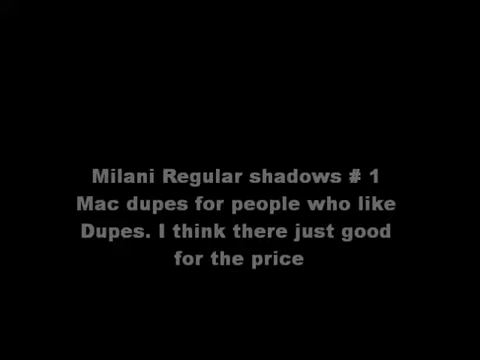 Milani Regular shadows # 1
Mac dupes for people who like
Dupes. I think there just good
for the price